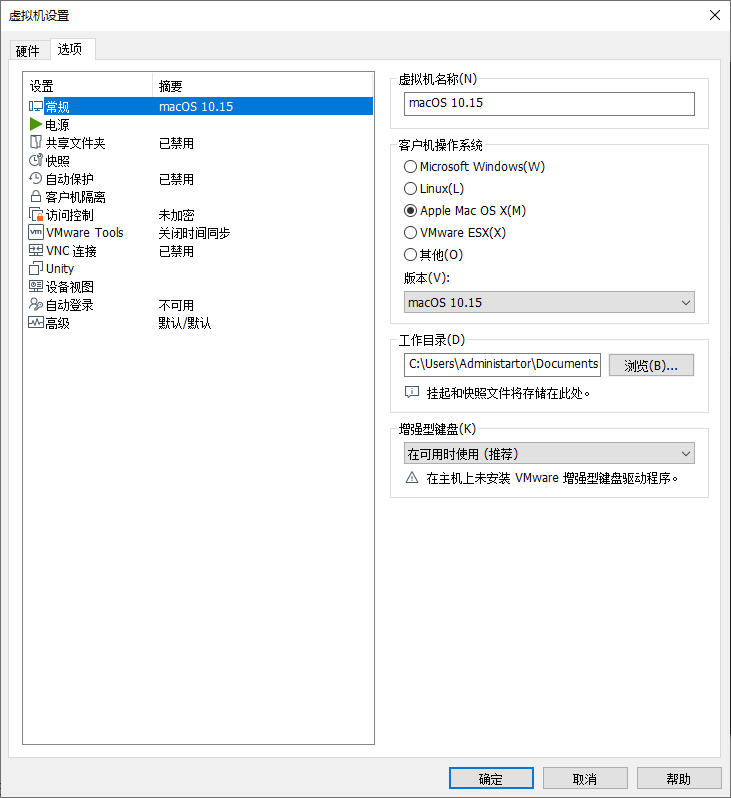 虚拟机设置
硬件 选项
设置 摘要
常规 macOS 10.15
电源
共享文件夹 已禁用
快照
自动保护 已禁用
客户机隔离
访问控制 未加密
vm VMware Tools 关闭时间同步
VNC 连接 已禁用
Unity
设备视图
自动登录 不可用
高级 默认/默认
虚拟机名称(N)
macOS 10.15
客户机操作系统
Microsoft Windows(W)
Linux(L)
Apple Mac OS X(M)
VMware ESX(X)
其他(O)
版本(V):
macOS 10.15
工作目录(D)
C:\Users\Administartor\Documents 浏览(B)...
挂起和快照文件将存储在此处。
增强型键盘(K)
在可用时使用 (推荐)
在主机上未安装 VMware 增强型键盘驱动程序。
确定 取消 帮助